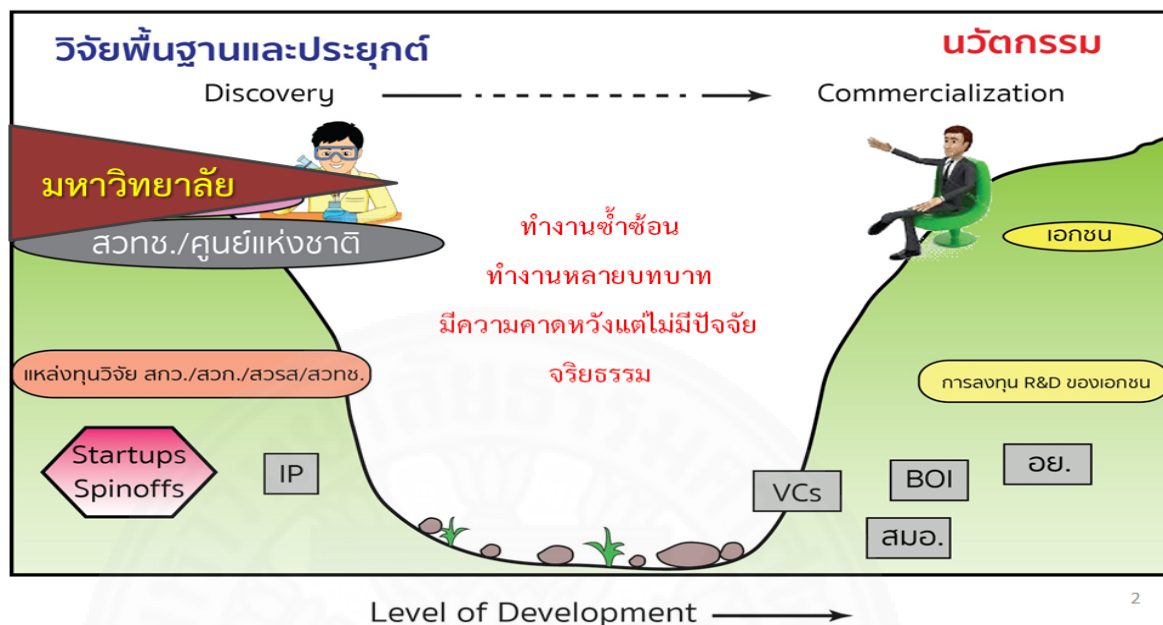 วิจัยพื้นฐานและประยุกต์
นวัตกรรม
Discovery
Commercialization
มหาวิทยาลัย
สวทช./ศูนย์แห่งชาติ
ทำงานซ้ำซ้อน
ทำงานหลายบทบาท
มีความคาดหวังแต่ไม่มีปัจจัย
จริยธรรม
เอกชน
แหล่งทุนวิจัย สกว./สวก./สวรส/สวทช.
การลงทุน R&D ของเอกชน
Startups
Spinoffs
IP
VCs
BOI
อย.
สมอ.
Level of Development
2